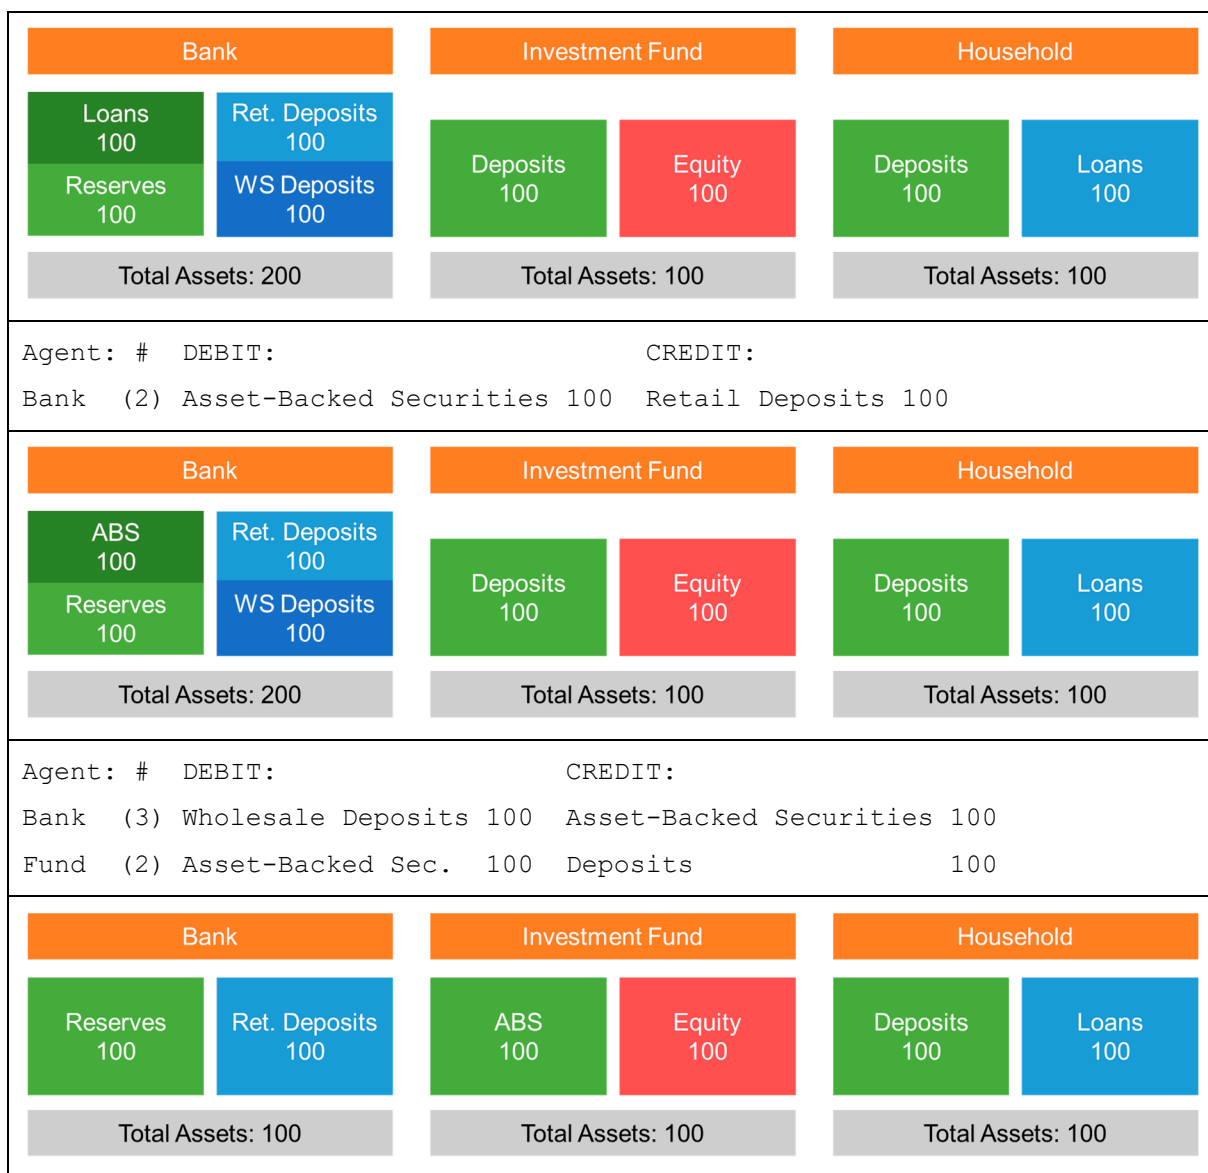 Bank
Investment Fund
Household
Loans
100
Ret. Deposits
100
Reserves
100
WS Deposits
100
Deposits
100
Equity
100
Deposits
100
Loans
100
Total Assets: 200
Total Assets: 100
Total Assets: 100
Agent: # DEBIT: CREDIT:
Bank (2) Asset-Backed Securities 100 Retail Deposits 100
Bank
Investment Fund
Household
ABS
100
Ret. Deposits
100
Reserves
100
WS Deposits
100
Deposits
100
Equity
100
Deposits
100
Loans
100
Total Assets: 200
Total Assets: 100
Total Assets: 100
Agent: # DEBIT: CREDIT:
Bank (3) Wholesale Deposits 100 Asset-Backed Securities 100
Fund (2) Asset-Backed Sec. 100 Deposits 100
Bank
Investment Fund
Household
Reserves
100
Ret. Deposits
100
ABS
100
Equity
100
Deposits
100
Loans
100
Total Assets: 100
Total Assets: 100
Total Assets: 100